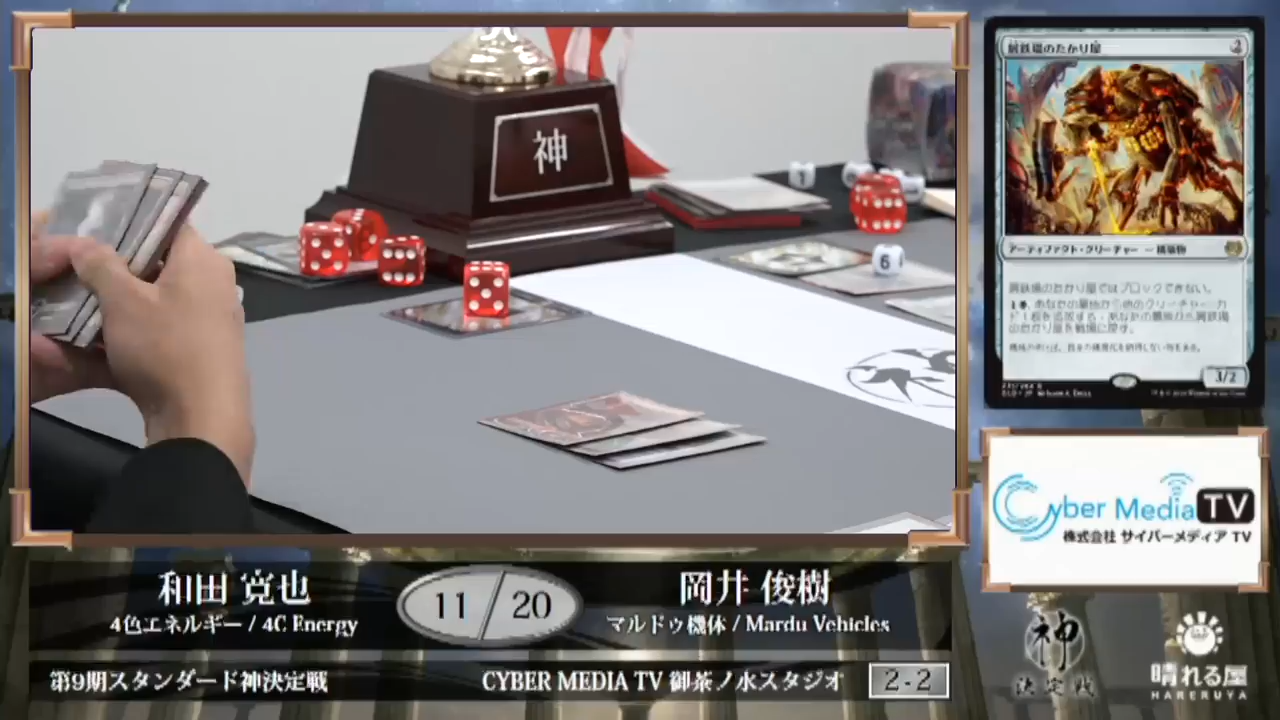 神
6
屑鉄場のたかり屋
2
アーティファクト・クリーチャー ― 構築物
屑鉄場のたかり屋ではブロックできない。
3/2
Cyber Media TV
株式会社 サイバーメディア TV
和田 寛也
4色エネルギー / 4C Energy
11 / 20
岡井 俊樹
マルドゥ機体 / Mardu Vehicles
第9期スタンダード神決定戦
CYBER MEDIA TV 御茶ノ水スタジオ
2-2
神
決定戦
晴れる屋
HARERUYA